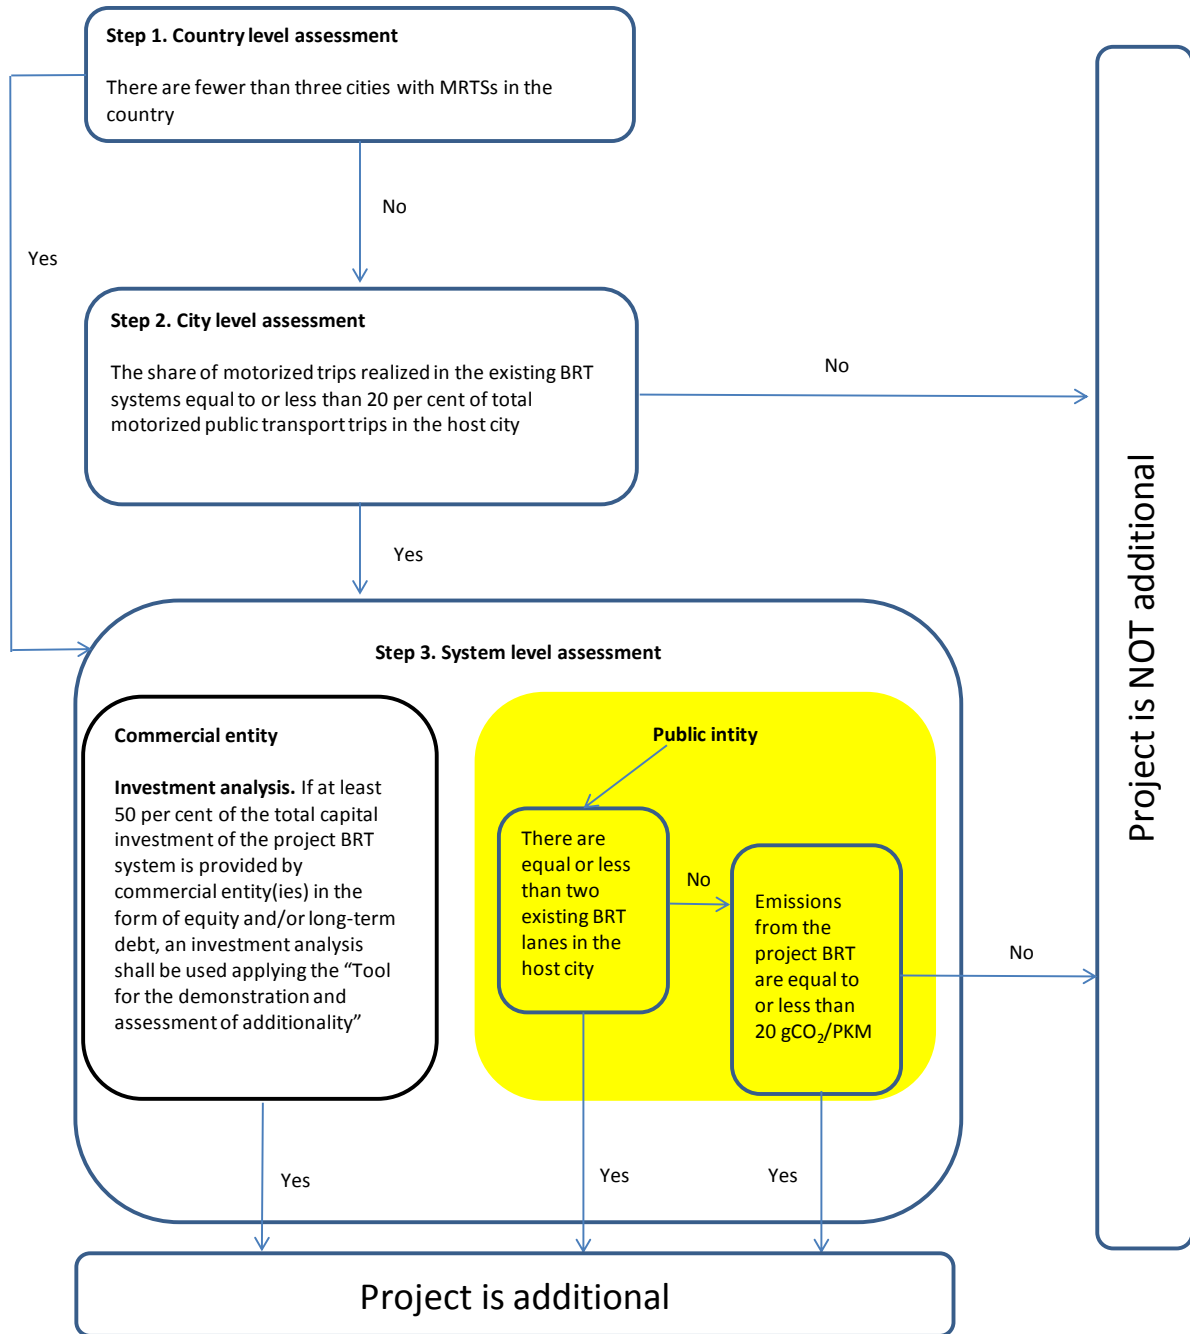 Step 1. Country level assessment
There are fewer than three cities with MRTSs in the
country
No
Yes
Step 2. City level assessment
The share of motorized trips realized in the existing BRT
systems equal to or less than 20 per cent of total
motorized public transport trips in the host city
No
Yes
Project is NOT additional
Step 3. System level assessment
Commercial entity
Investment analysis. If at least
50 per cent of the total capital
investment of the project BRT
system is provided by
commercial entity(ies) in the
form of equity and/or long-term
debt, an investment analysis
shall be used applying the “Tool
for the demonstration and
assessment of additionality”
Public intity
There are
equal or less
than two
existing BRT
lanes in the
host city
No
Emissions
from the
project BRT
are equal to
or less than
20 gCO₂/PKM
No
Yes
Yes
Yes
Project is additional